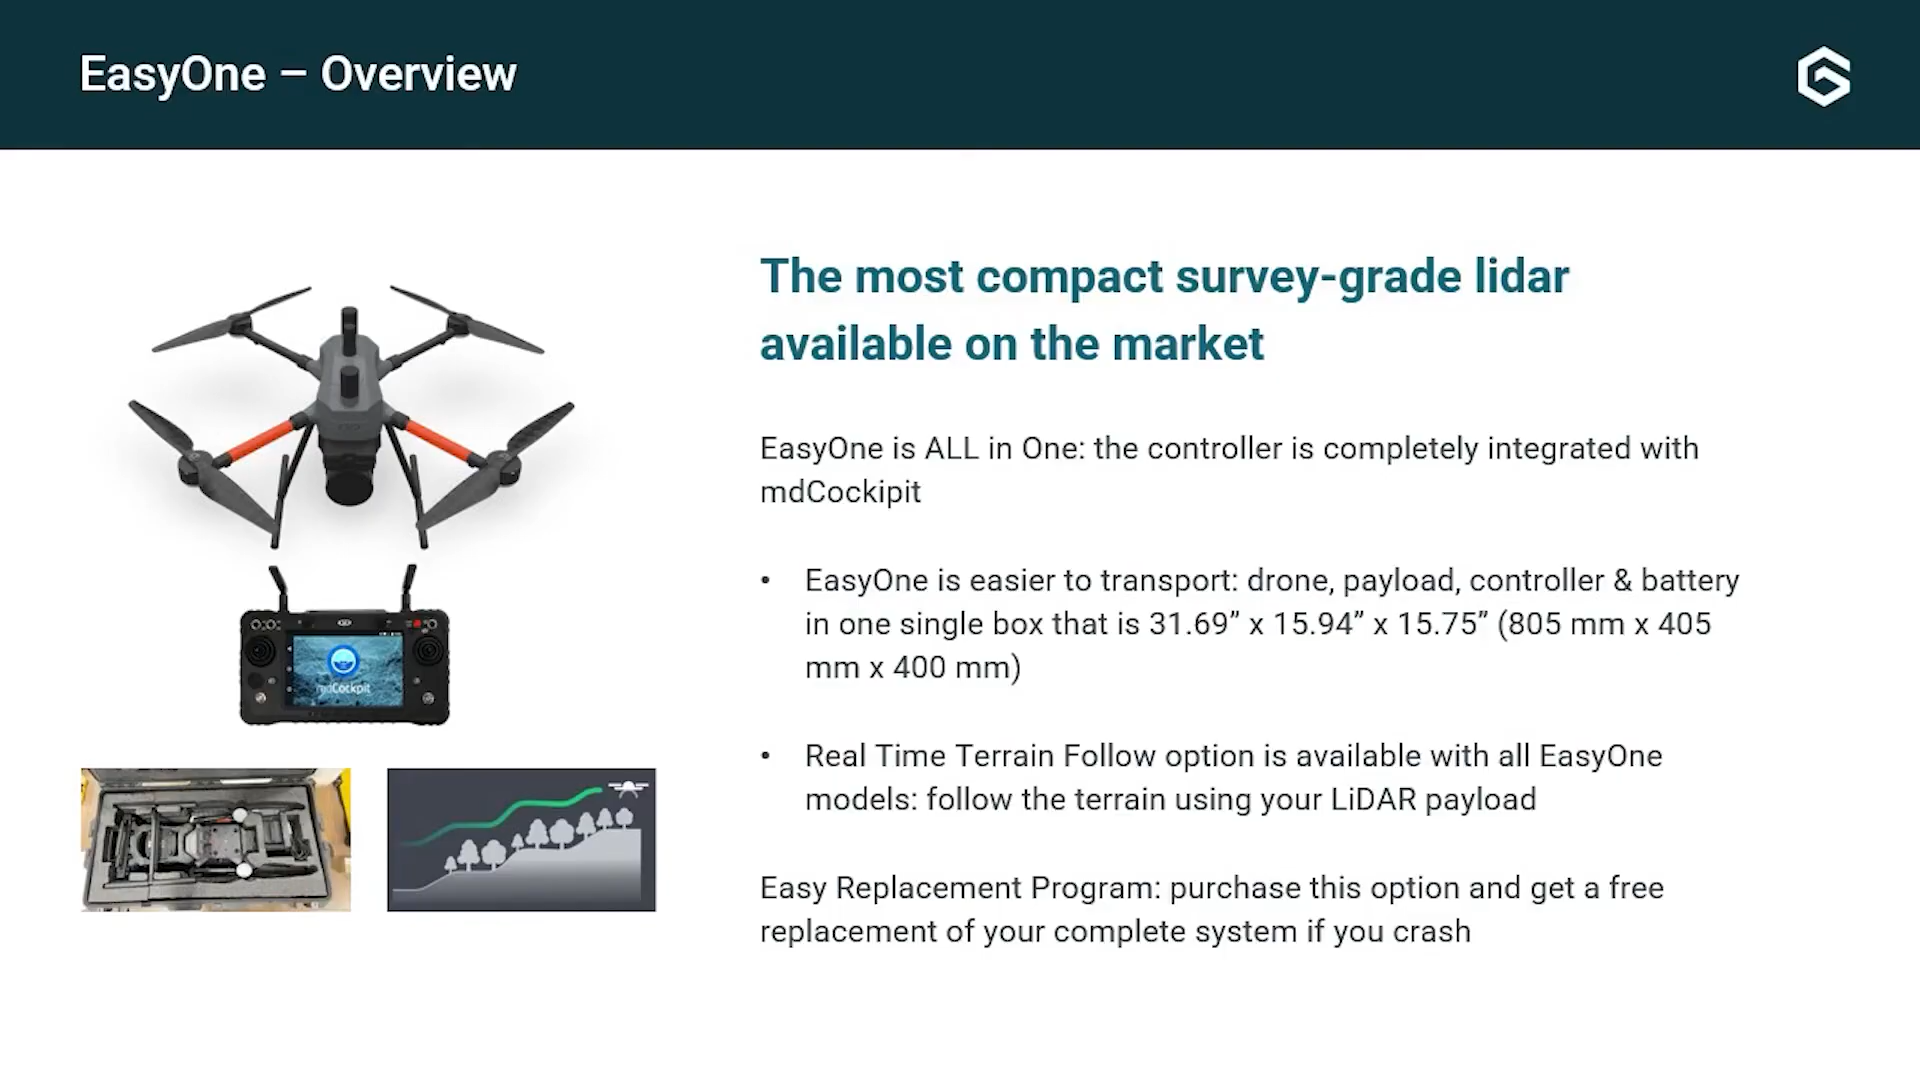 EasyOne – Overview
The most compact survey-grade lidar
available on the market
EasyOne is ALL in One: the controller is completely integrated with
mdCockipit
• EasyOne is easier to transport: drone, payload, controller & battery
in one single box that is 31.69” x 15.94” x 15.75” (805 mm x 405
mm x 400 mm)
• Real Time Terrain Follow option is available with all EasyOne
models: follow the terrain using your LiDAR payload
Easy Replacement Program: purchase this option and get a free
replacement of your complete system if you crash
mdCockpit